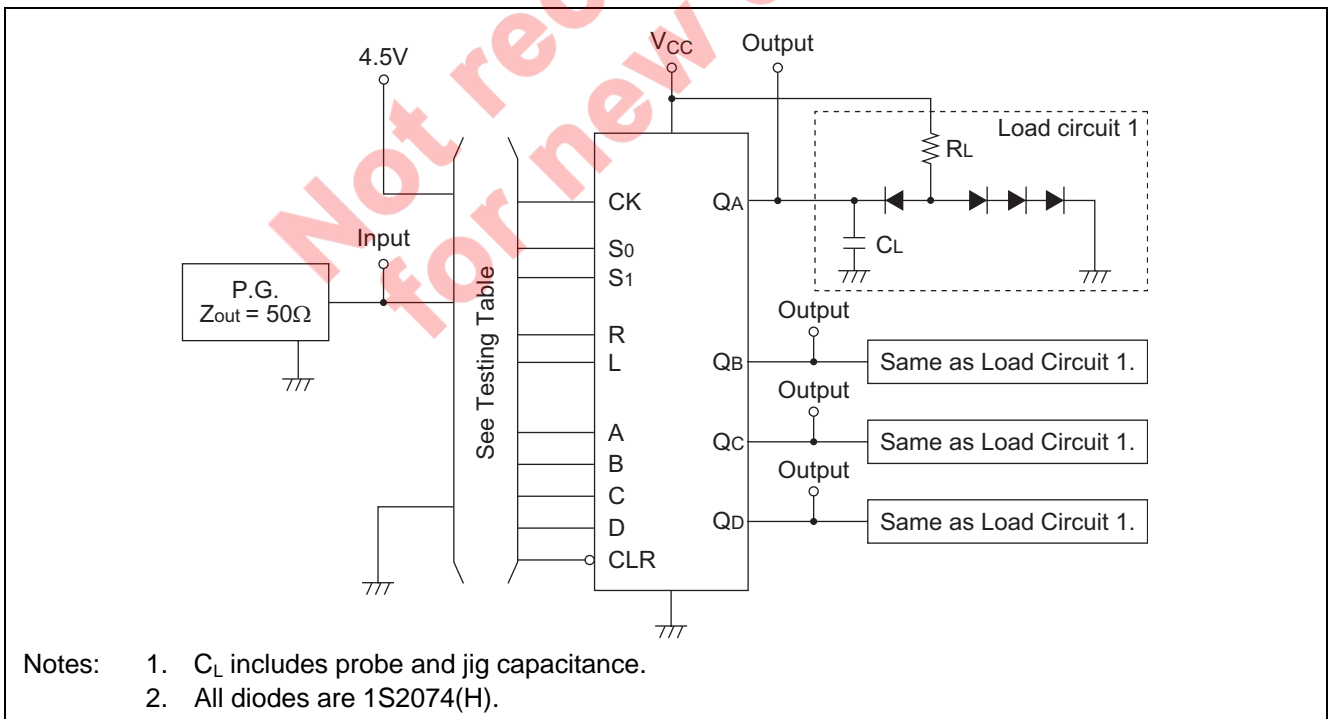 Not rec
for new
4.5V
VCC
Output
Load circuit 1
RL
CK
QA
Input
S0
S1
CL
P.G.
Zout = 50Ω
See Testing Table
R
L
Output
QB
Same as Load Circuit 1.
Output
A
B
QC
Same as Load Circuit 1.
C
Output
D
QD
Same as Load Circuit 1.
CLR
Notes: 1. CL includes probe and jig capacitance.
2. All diodes are 1S2074(H).